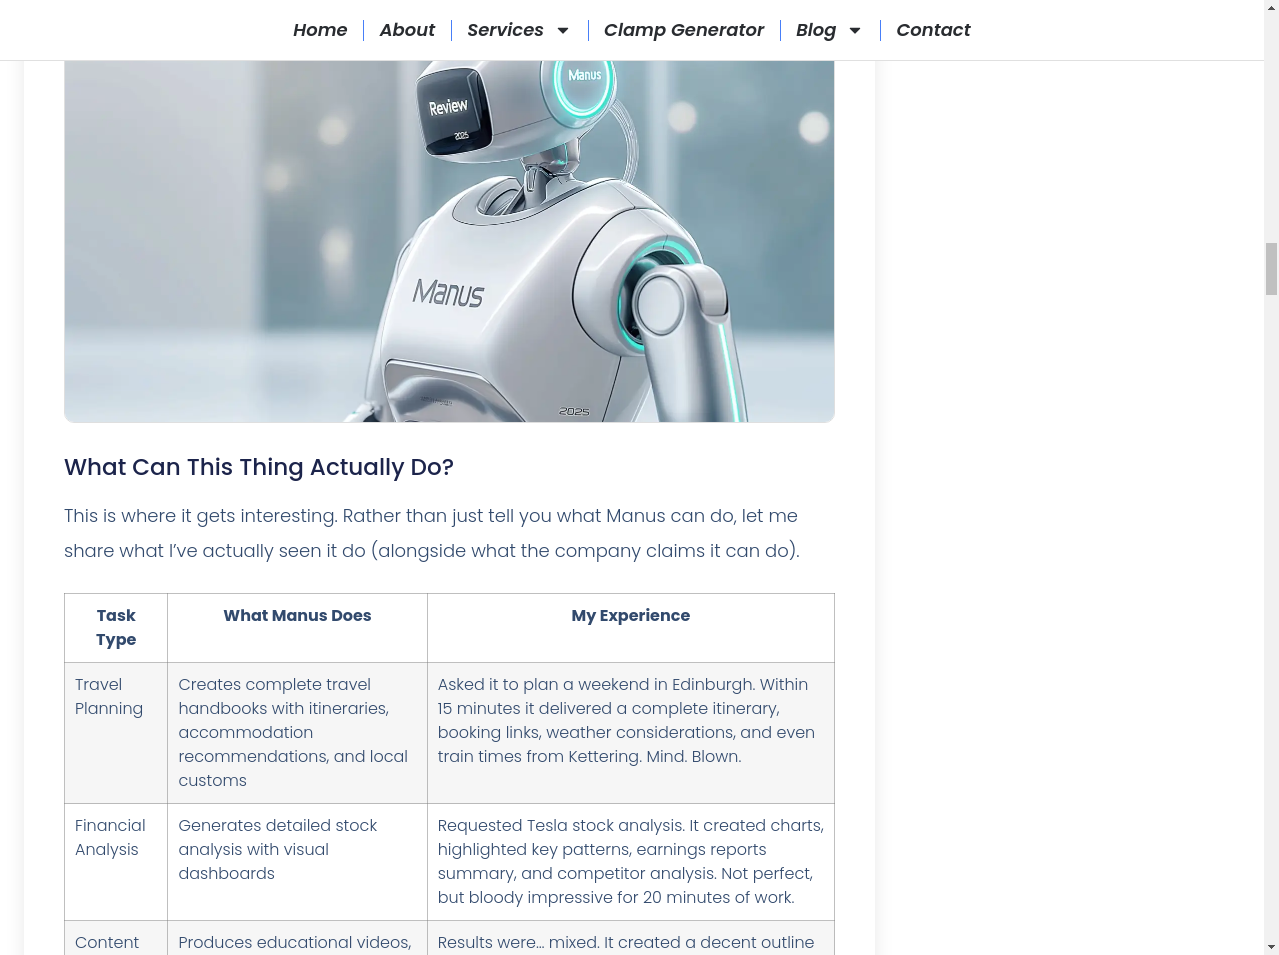 Home
About
Services
Clamp Generator
Blog
Contact
Manus
Review
2025
Manus
2025
What Can This Thing Actually Do?
This is where it gets interesting. Rather than just tell you what Manus can do, let me
share what I’ve actually seen it do (alongside what the company claims it can do).
Task
Type
What Manus Does
My Experience
Travel
Planning
Creates complete travel
handbooks with itineraries,
accommodation
recommendations, and local
customs
Asked it to plan a weekend in Edinburgh. Within
15 minutes it delivered a complete itinerary,
booking links, weather considerations, and even
train times from Kettering. Mind. Blown.
Financial
Analysis
Generates detailed stock
analysis with visual
dashboards
Requested Tesla stock analysis. It created charts,
highlighted key patterns, earnings reports
summary, and competitor analysis. Not perfect,
but bloody impressive for 20 minutes of work.
Content
Produces educational videos,
Results were… mixed. It created a decent outline